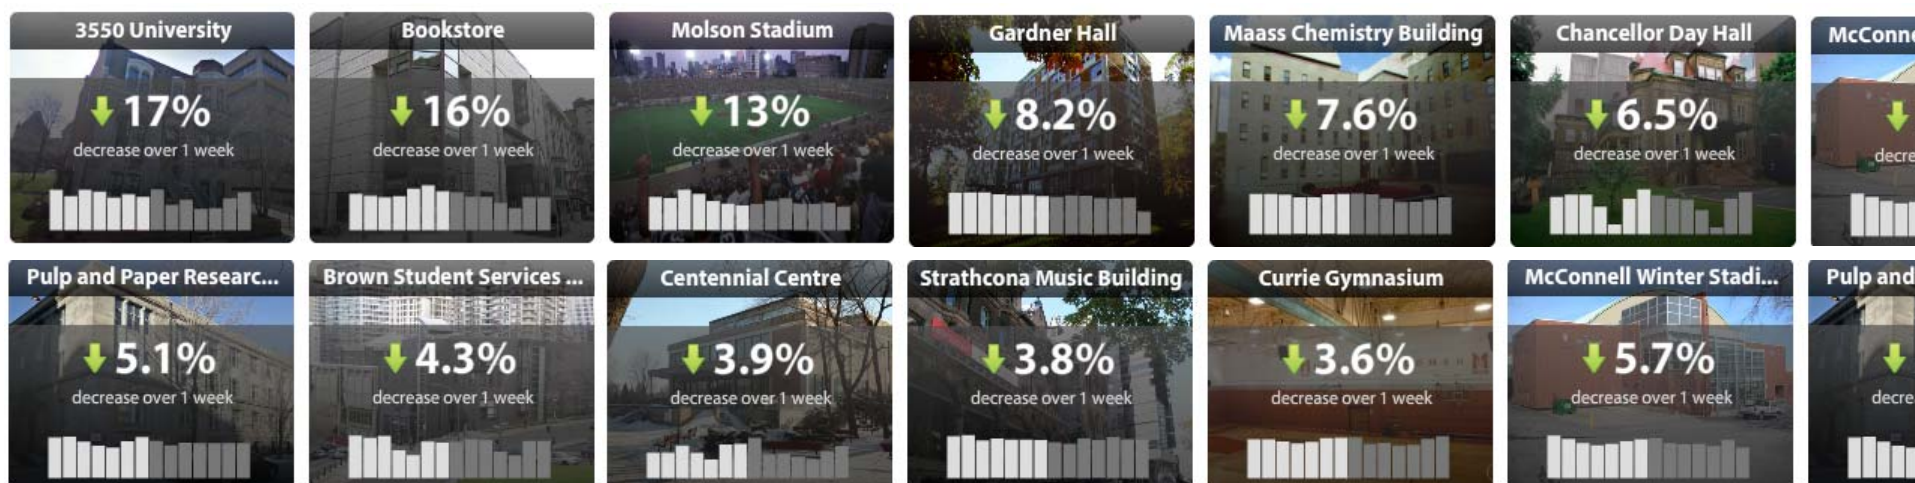 3550 University
17%
decrease over 1 week
Bookstore
16%
decrease over 1 week
Molson Stadium
13%
decrease over 1 week
Gardner Hall
8.2%
decrease over 1 week
Maass Chemistry Building
7.6%
decrease over 1 week
Chancellor Day Hall
6.5%
decrease over 1 week
McConne
decre
Pulp and Paper Researc...
5.1%
decrease over 1 week
Brown Student Services ...
4.3%
decrease over 1 week
Centennial Centre
3.9%
decrease over 1 week
Strathcona Music Building
3.8%
decrease over 1 week
Currie Gymnasium
3.6%
decrease over 1 week
McConnell Winter Stadi...
5.7%
decrease over 1 week
Pulp and
decre